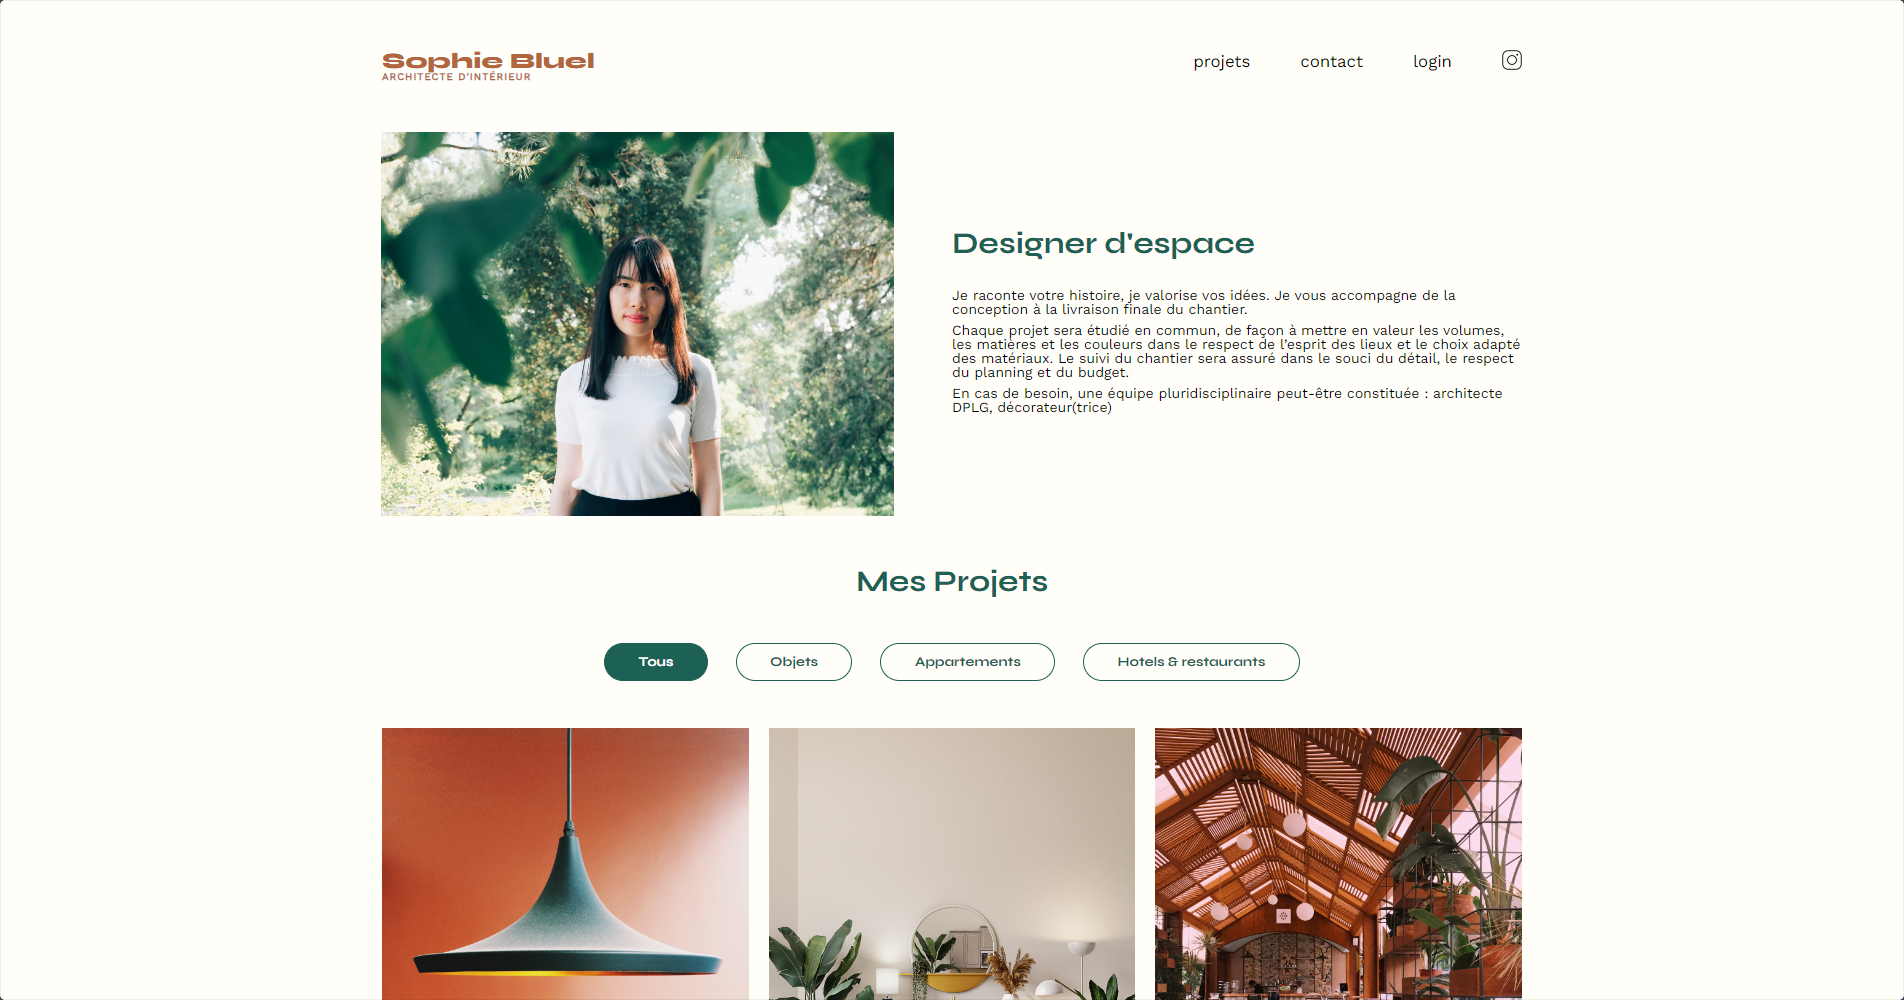 Sophie Bluel
ARCHITECTE D'INTÉRIEUR
projets
contact
login
Designer d'espace
Je raconte votre histoire, je valorise vos idées. Je vous accompagne de la
conception à la livraison finale du chantier.
Chaque projet sera étudié en commun, de façon à mettre en valeur les volumes,
les matières et les couleurs dans le respect de l’esprit des lieux et le choix adapté
des matériaux. Le suivi du chantier sera assuré dans le souci du détail, le respect
du planning et du budget.
En cas de besoin, une équipe pluridisciplinaire peut-être constituée : architecte
DPLG, décorateur(trice)
Mes Projets
Tous
Objets
Appartements
Hotels & restaurants